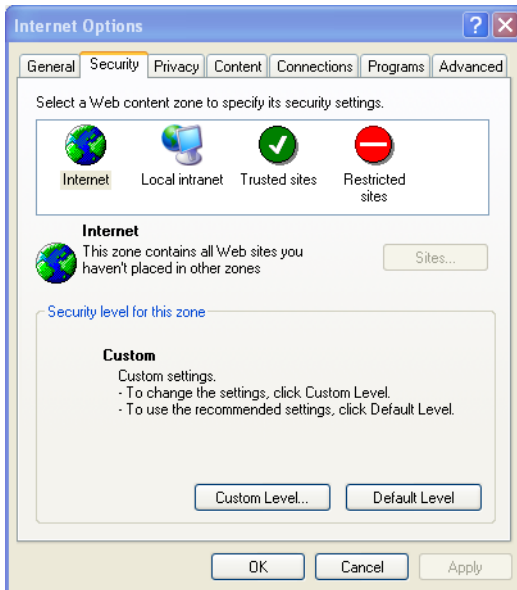 Internet Options
General Security Privacy Content Connections Programs Advanced
Select a Web content zone to specify its security settings.
Internet Local intranet Trusted sites Restricted
sites
Internet
This zone contains all Web sites you
haven't placed in other zones
Sites...
Security level for this zone
Custom
Custom settings.
- To change the settings, click Custom Level.
- To use the recommended settings, click Default Level.
Custom Level... Default Level
OK Cancel Apply